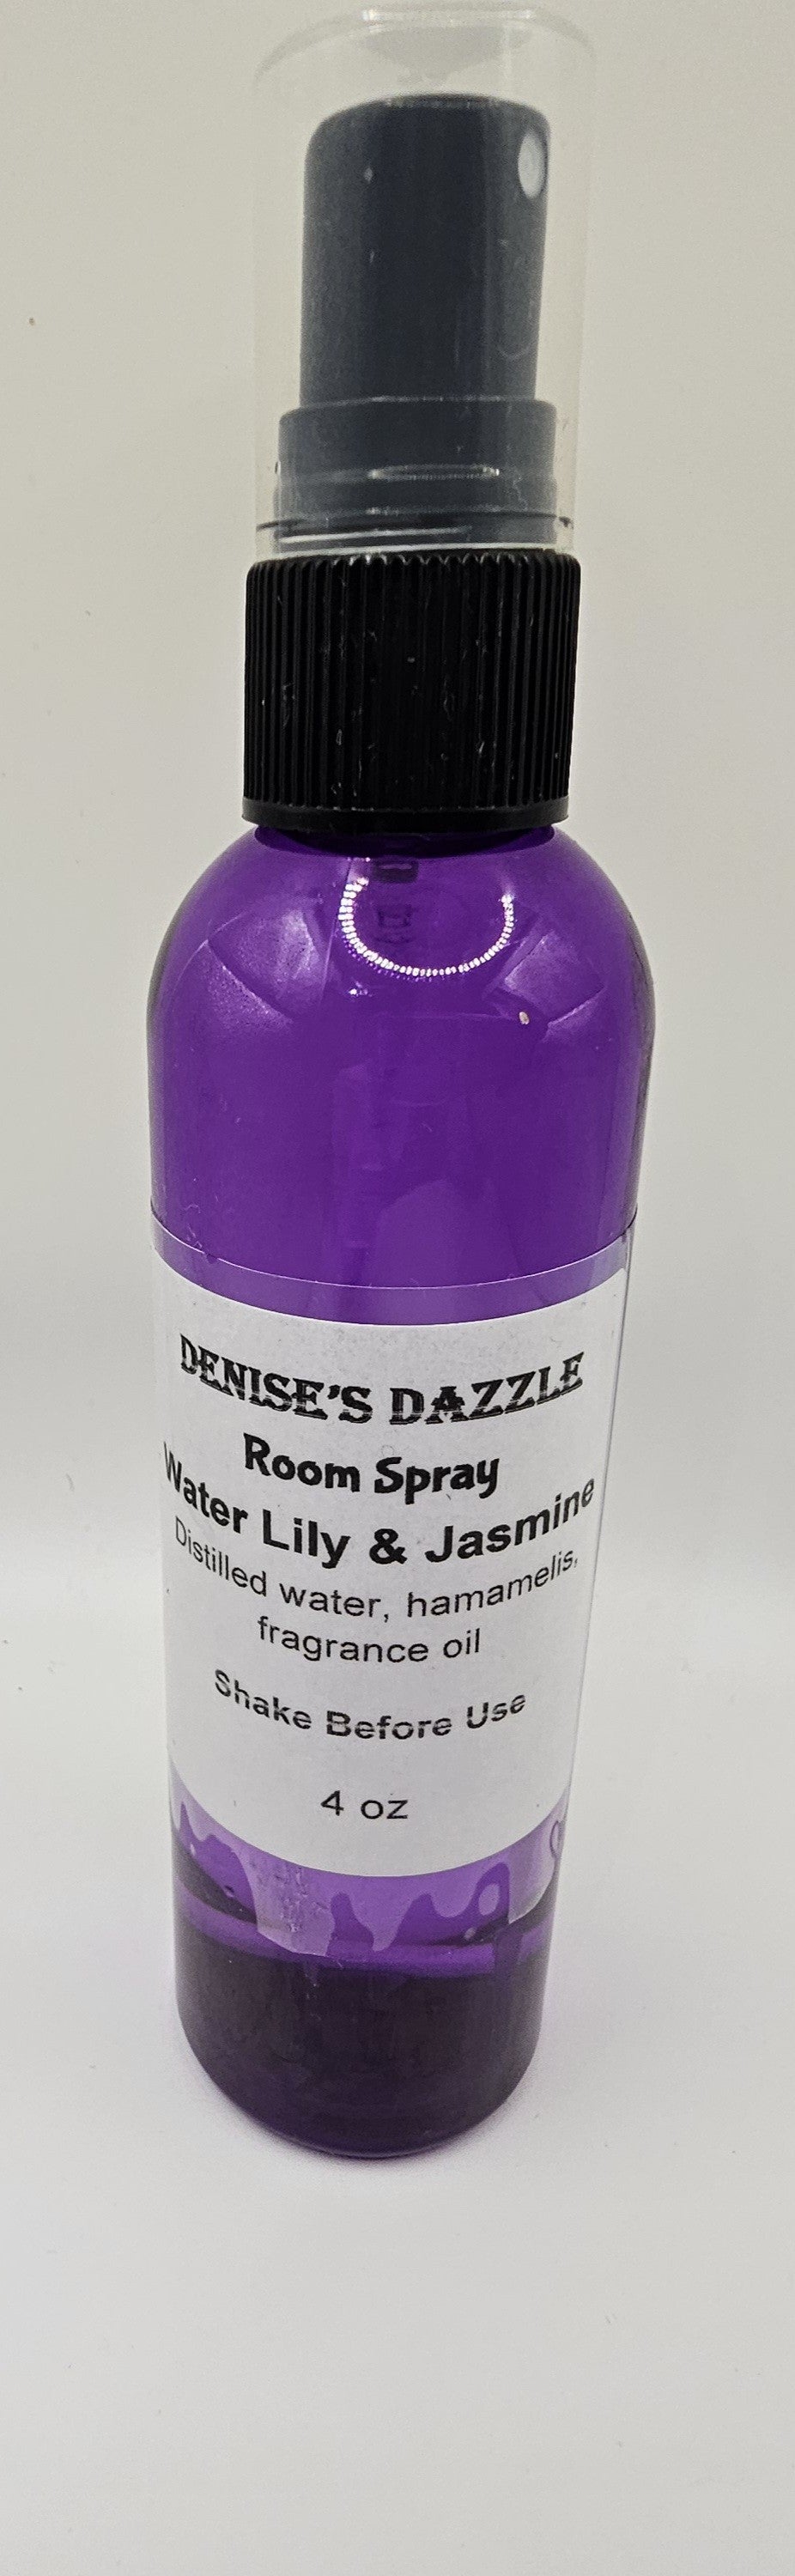 DENISE'S DAZZLE
Room Spray
Water Lily & Jasmine
Distilled water, hamamelis,
fragrance oil
Shake Before Use
4 oz